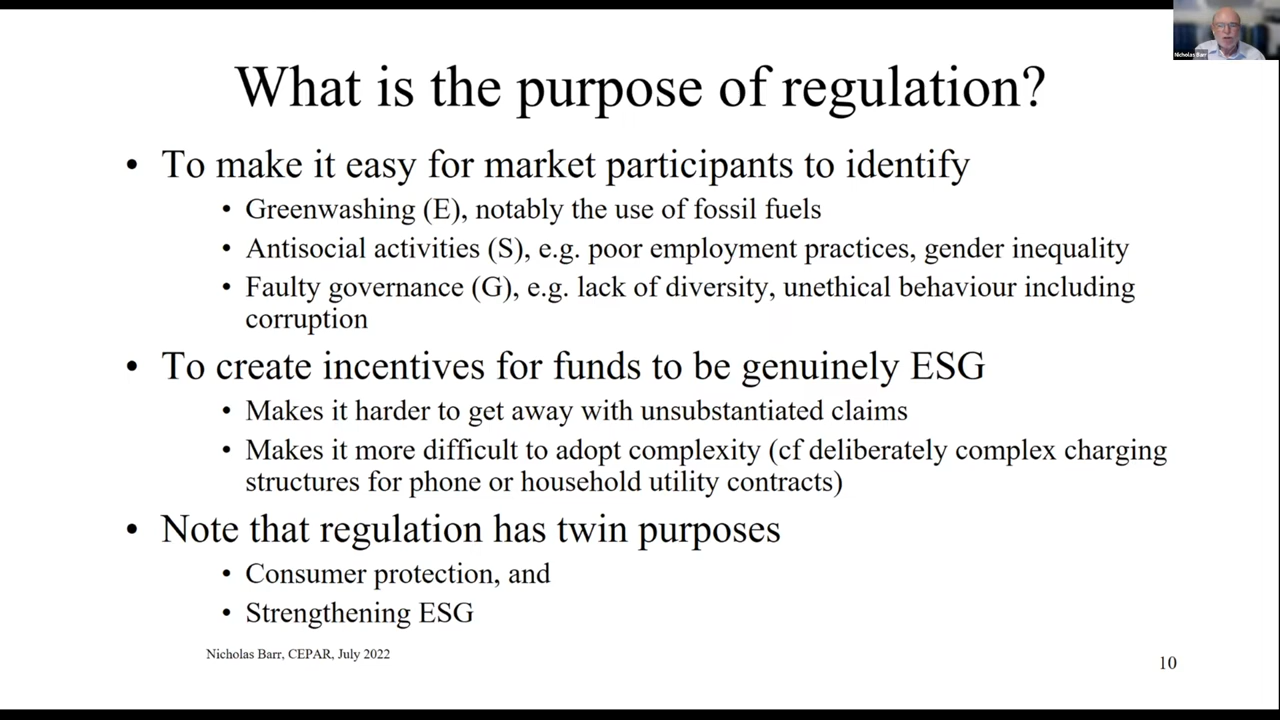 Nicholas Barr
What is the purpose of regulation?
• To make it easy for market participants to identify
• Greenwashing (E), notably the use of fossil fuels
• Antisocial activities (S), e.g. poor employment practices, gender inequality
• Faulty governance (G), e.g. lack of diversity, unethical behaviour including
corruption
• To create incentives for funds to be genuinely ESG
• Makes it harder to get away with unsubstantiated claims
• Makes it more difficult to adopt complexity (cf deliberately complex charging
structures for phone or household utility contracts)
• Note that regulation has twin purposes
• Consumer protection, and
• Strengthening ESG
Nicholas Barr, CEPAR, July 2022
10